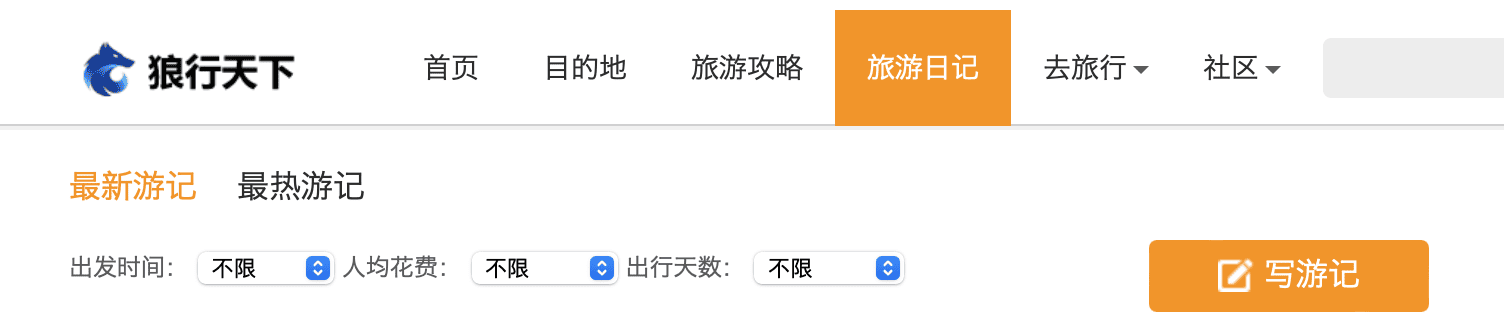 狼行天下 首页 目的地 旅游攻略 旅游日记 去旅行 社区
最新游记 最热游记
出发时间： 不限 人均花费： 不限 出行天数： 不限 写游记